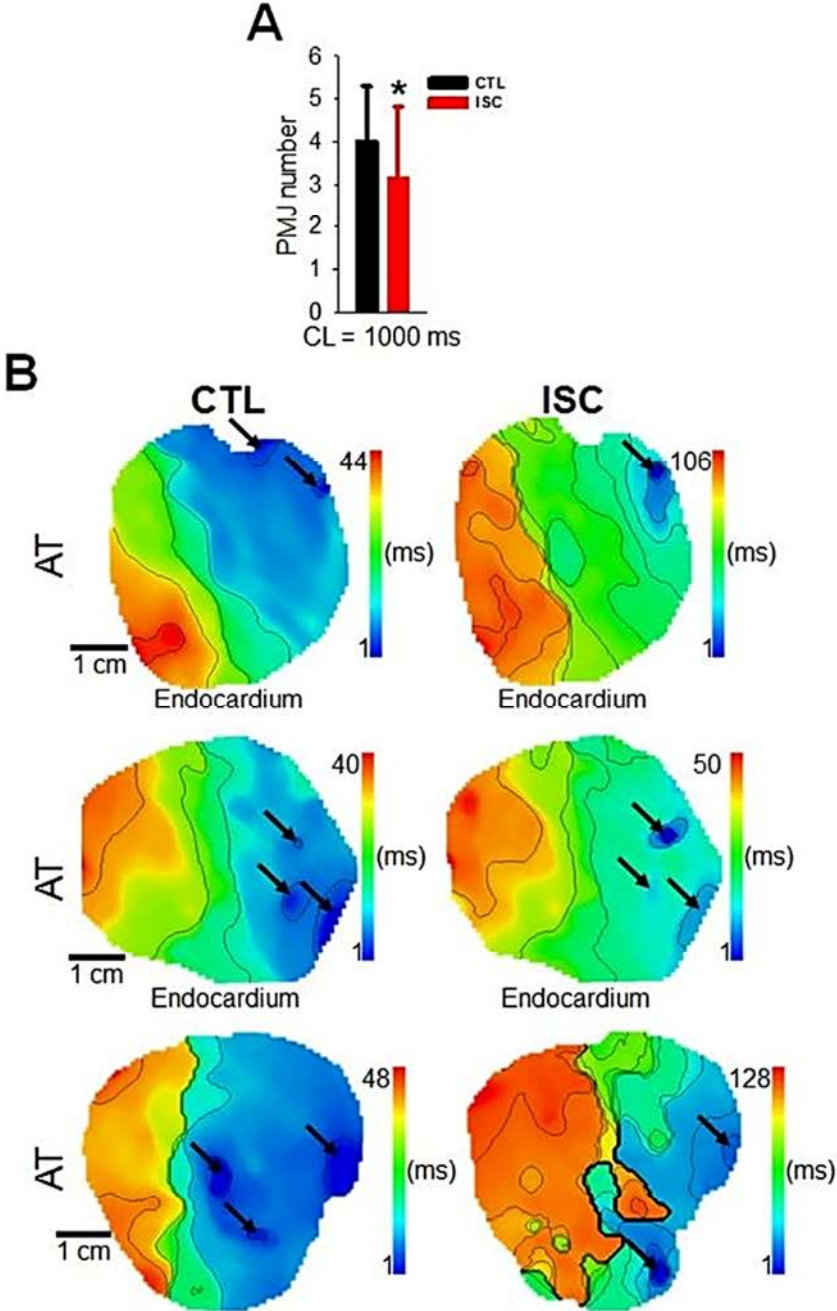 A
6
5
4
3
2
1
0
PMJ number
*
CTL
ISC
CL = 1000 ms
B
CTL
ISC
AT
44
(ms)
1
1 cm
Endocardium
106
(ms)
1
Endocardium
AT
40
(ms)
1
1 cm
Endocardium
50
(ms)
1
Endocardium
AT
48
(ms)
1
1 cm
128
(ms)
1